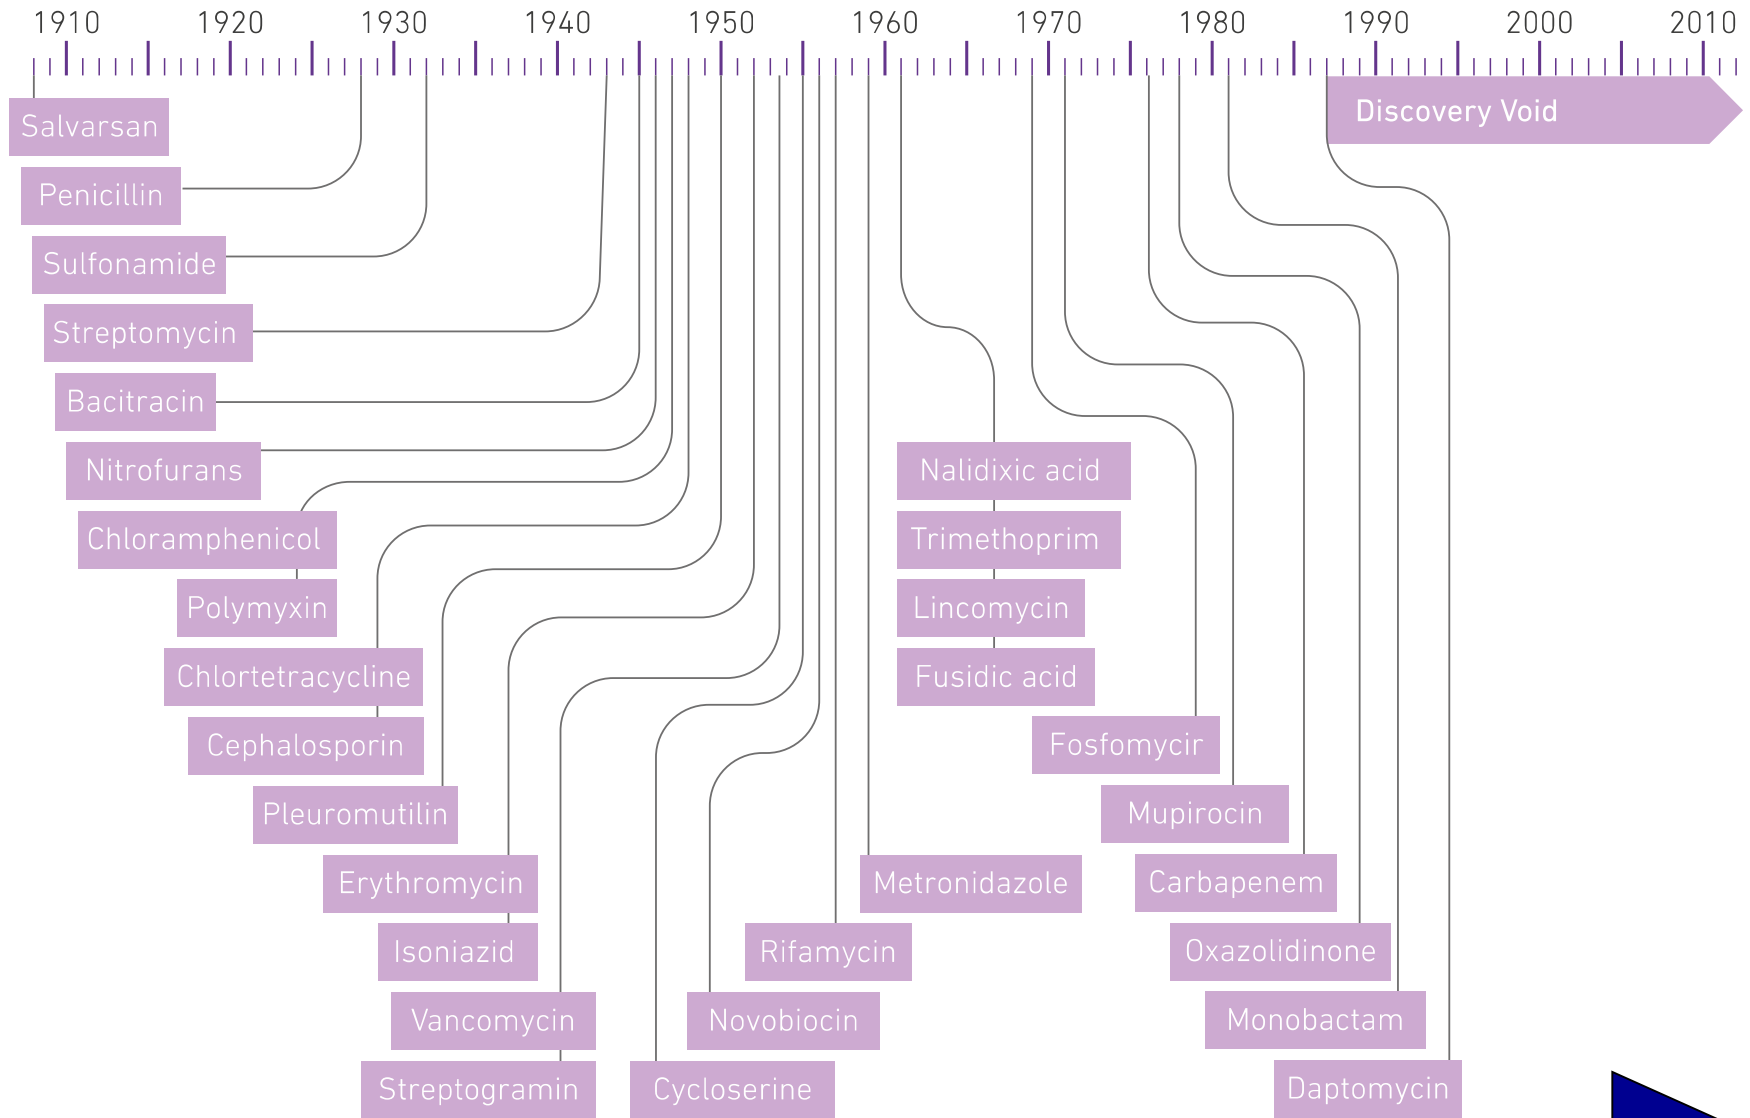 1910 1920 1930 1940 1950 1960 1970 1980 1990 2000 2010
Discovery Void
Salvarsan
Penicillin
Sulfonamide
Streptomycin
Bacitracin
Nitrofurans
Chloramphenicol
Polymyxin
Chlortetracycline
Cephalosporin
Pleuromutilin
Erythromycin
Isoniazid
Vancomycin
Streptogramin
Cycloserine
Novobiocin
Rifamycin
Metronidazole
Nalidixic acid
Trimethoprim
Lincomycin
Fusidic acid
Fosfomycir
Mupirocin
Carbapenem
Oxazolidinone
Monobactam
Daptomycin